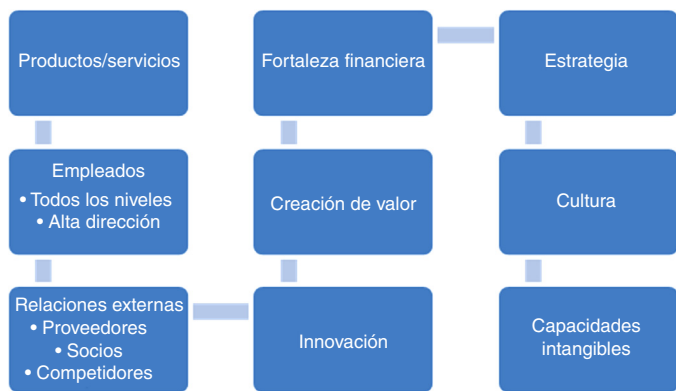 Productos/servicios
Empleados
• Todos los niveles
• Alta dirección
Relaciones externas
• Proveedores
• Socios
• Competidores
Innovación
Creación de valor
Fortaleza financiera
Estrategia
Cultura
Capacidades
intangibles